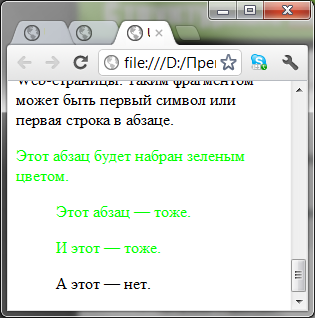 file:///D:/Пре
Web-страницы. Таким фрагментом
может быть первый символ или
первая строка в абзаце.
Этот абзац будет набран зеленым
цветом.
Этот абзац — тоже.
И этот — тоже.
А этот — нет.